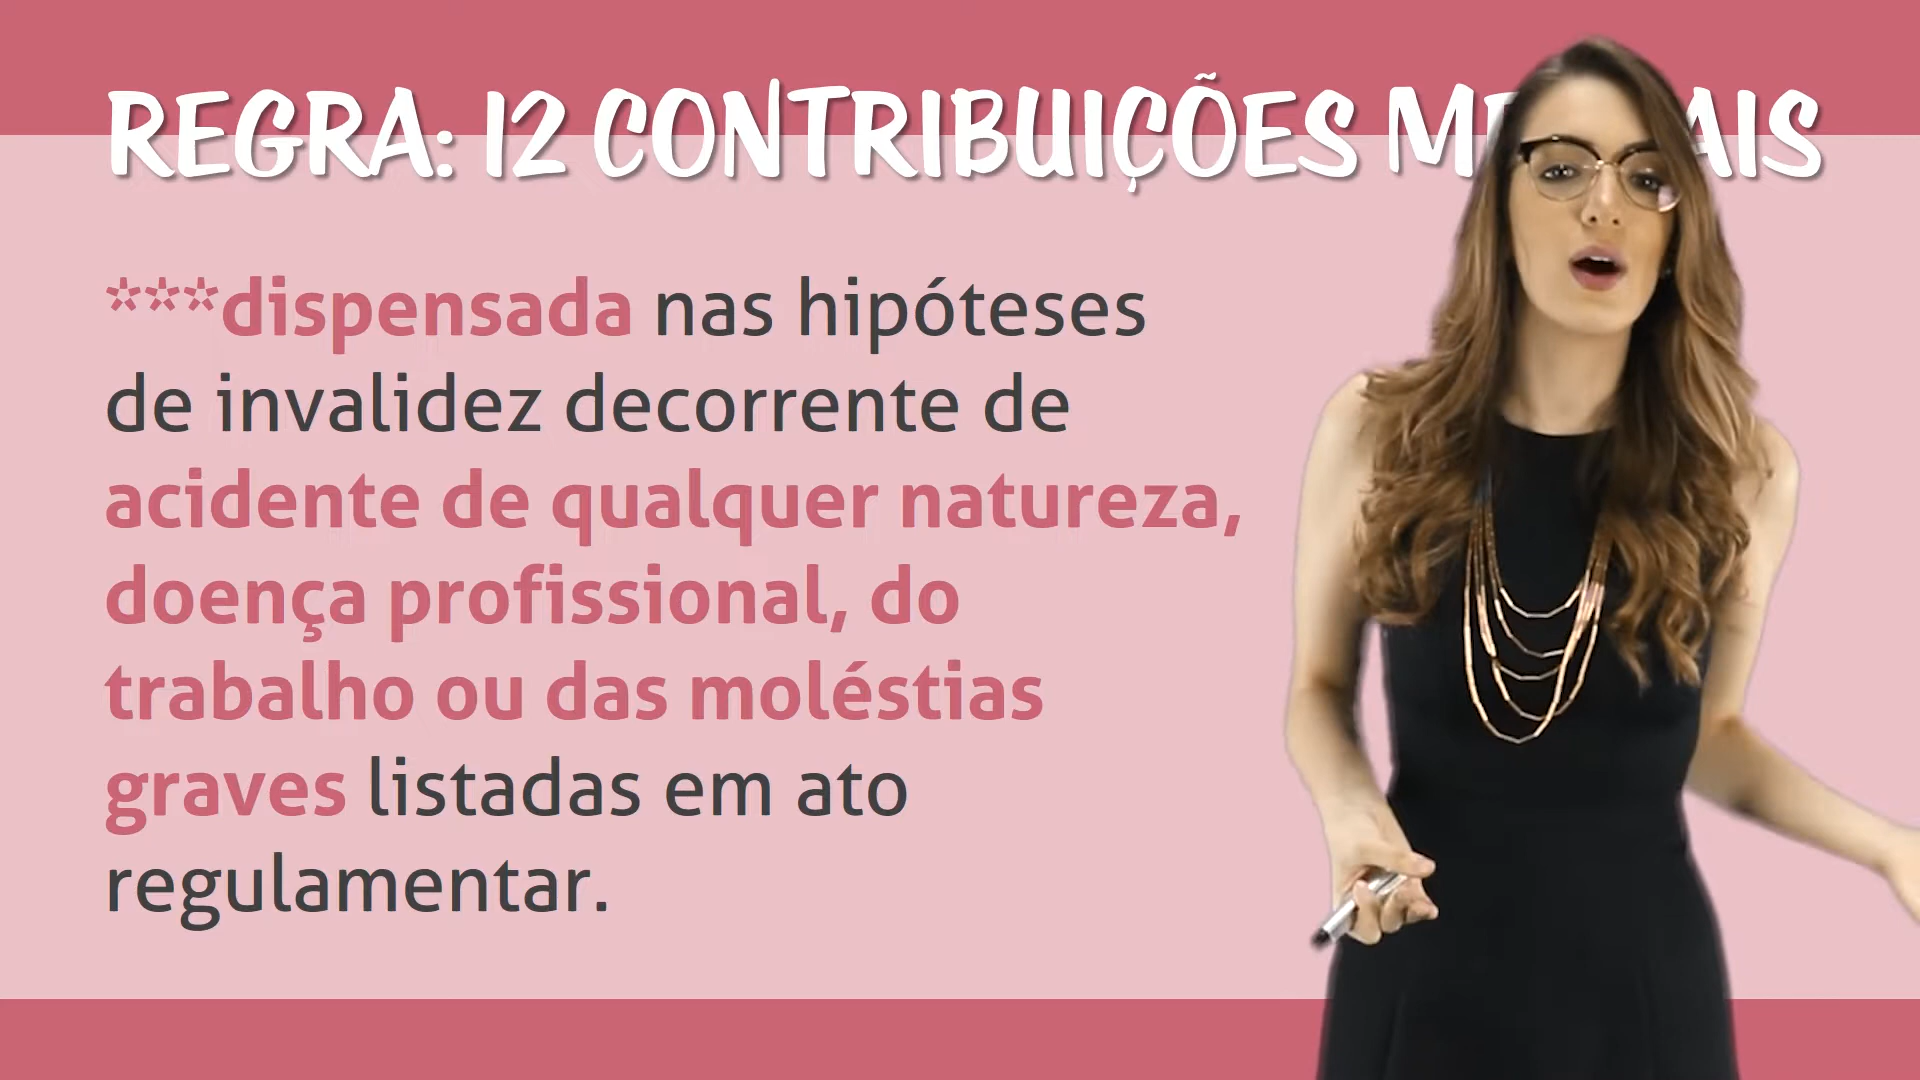 REGRA: 12 CONTRIBUIÇÕES
***dispensada nas hipóteses
de invalidez decorrente de
acidente de qualquer natureza,
doença profissional, do
trabalho ou das moléstias
graves listadas em ato
regulamentar.